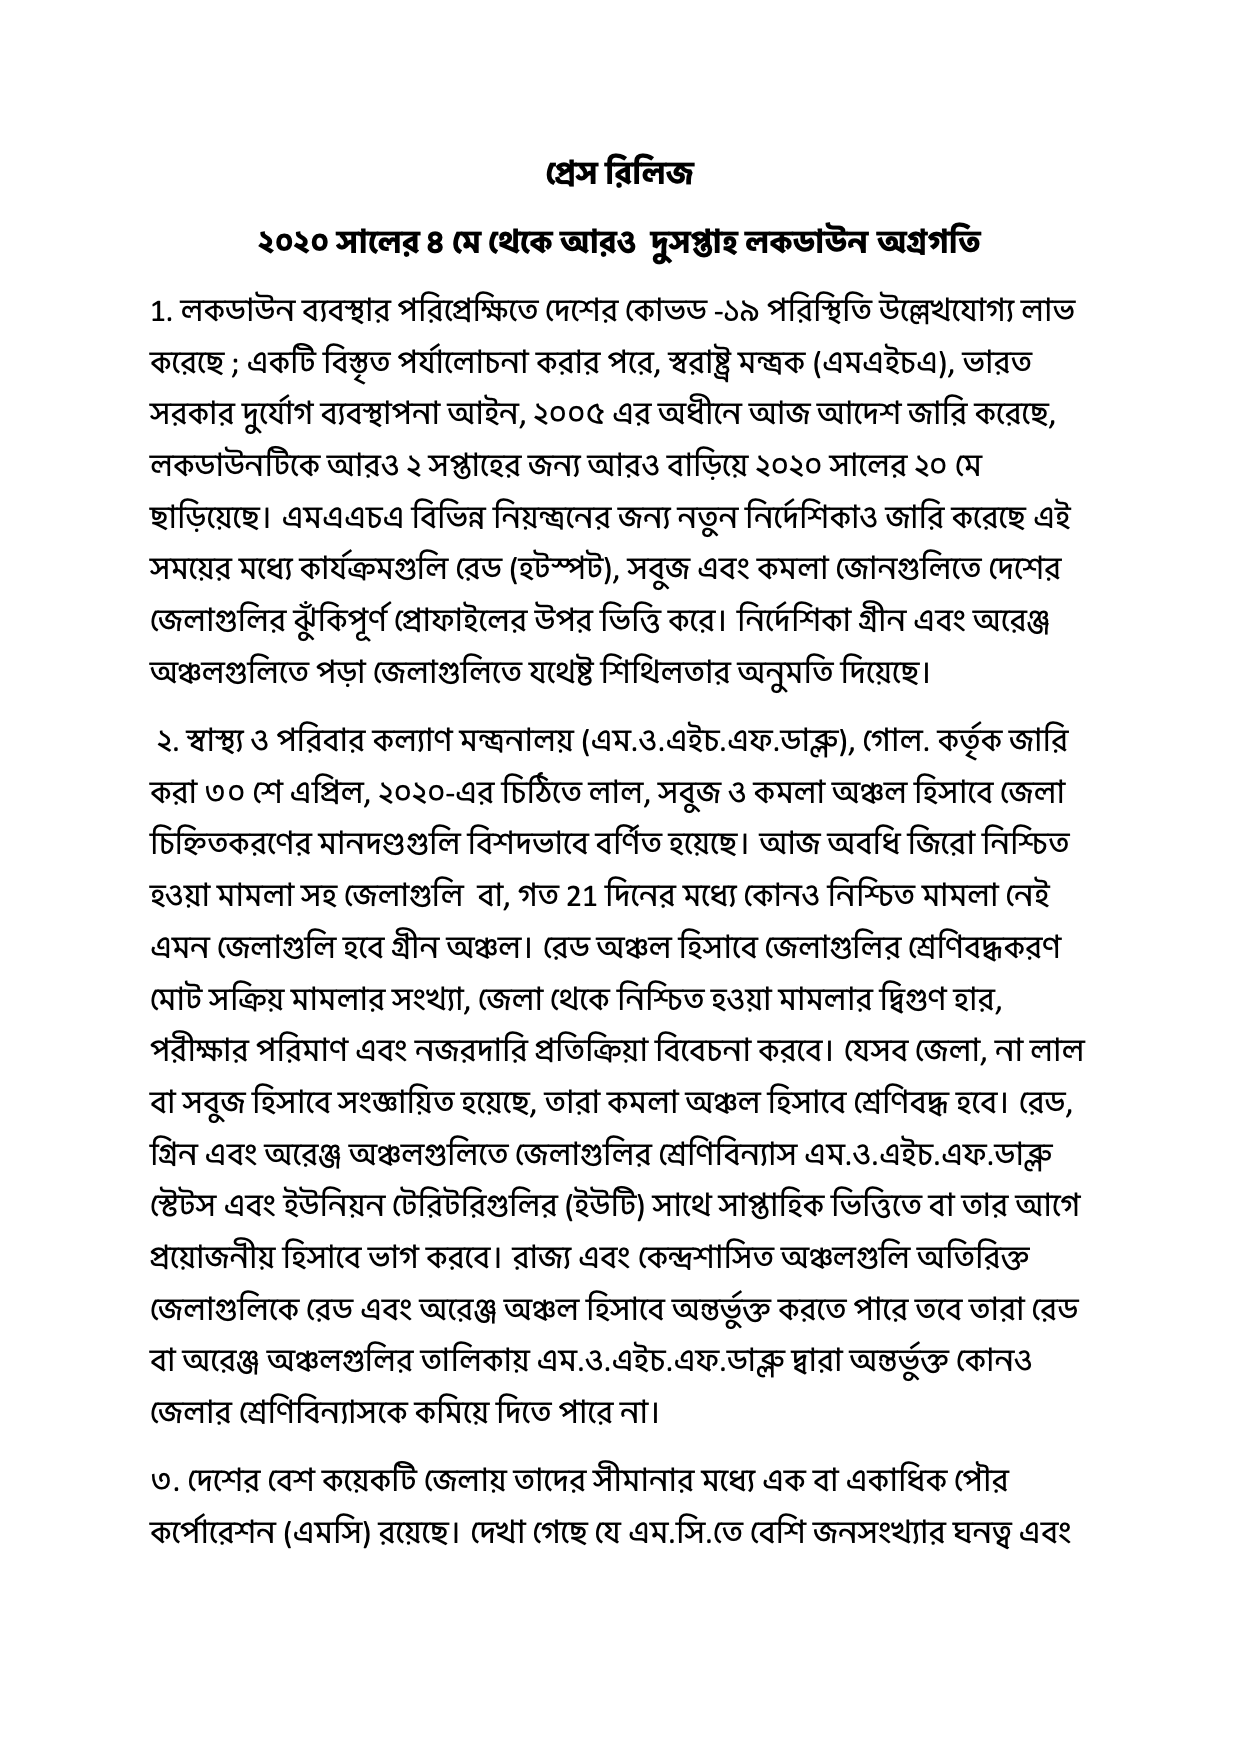 প্রেস রিলিজ
২০২০ সালের ৪ মে থেকে আরও দুসপ্তাহ লকডাউন অগ্রগতি
1. লকডাউন ব্যবস্থার পরিপ্রেক্ষিতে দেশের কোভড -১৯ পরিস্থিতি উল্লেখযোগ্য লাভ
করেছে ; একটি বিস্তৃত পর্যালোচনা করার পরে, স্বরাষ্ট্র মন্ত্রক (এমএইচএ), ভারত
সরকার দুর্যোগ ব্যবস্থাপনা আইন, ২০০৫ এর অধীনে আজ আদেশ জারি করেছে,
লকডাউনটিকে আরও ২ সপ্তাহের জন্য আরও বাড়িয়ে ২০২০ সালের ২০ মে
ছাড়িয়েছে। এমএএচএ বিভিন্ন নিয়ন্ত্রনের জন্য নতুন নির্দেশিকাও জারি করেছে এই
সময়ের মধ্যে কার্যক্রমগুলি রেড (হটস্পট), সবুজ এবং কমলা জোনগুলিতে দেশের
জেলাগুলির ঝুঁকিপূর্ণ প্রোফাইলের উপর ভিত্তি করে। নির্দেশিকা গ্রীন এবং অরেঞ্জ
অঞ্চলগুলিতে পড়া জেলাগুলিতে যথেষ্ট শিথিলতার অনুমতি দিয়েছে।
২. স্বাস্থ্য ও পরিবার কল্যাণ মন্ত্রনালয় (এম.ও.এইচ.এফ.ডাব্লু), গোল. কর্তৃক জারি
করা ৩০ শে এপ্রিল, ২০২০-এর চিঠিতে লাল, সবুজ ও কমলা অঞ্চল হিসাবে জেলা
চিহ্নিতকরণের মানদণ্ডগুলি বিশদভাবে বর্ণিত হয়েছে। আজ অবধি জিরো নিশ্চিত
হওয়া মামলা সহ জেলাগুলি বা, গত 21 দিনের মধ্যে কোনও নিশ্চিত মামলা নেই
এমন জেলাগুলি হবে গ্রীন অঞ্চল। রেড অঞ্চল হিসাবে জেলাগুলির শ্রেণিবদ্ধকরণ
মোট সক্রিয় মামলার সংখ্যা, জেলা থেকে নিশ্চিত হওয়া মামলার দ্বিগুণ হার,
পরীক্ষার পরিমাণ এবং নজরদারি প্রতিক্রিয়া বিবেচনা করবে। যেসব জেলা, না লাল
বা সবুজ হিসাবে সংজ্ঞায়িত হয়েছে, তারা কমলা অঞ্চল হিসাবে শ্রেণিবদ্ধ হবে। রেড,
গ্রিন এবং অরেঞ্জ অঞ্চলগুলিতে জেলাগুলির শ্রেণিবিন্যাস এম.ও.এইচ.এফ.ডাব্লু
স্টেটস এবং ইউনিয়ন টেরিটরিগুলির (ইউটি) সাথে সাপ্তাহিক ভিত্তিতে বা তার আগে
প্রয়োজনীয় হিসাবে ভাগ করবে। রাজ্য এবং কেন্দ্রশাসিত অঞ্চলগুলি অতিরিক্ত
জেলাগুলিকে রেড এবং অরেঞ্জ অঞ্চল হিসাবে অন্তর্ভুক্ত করতে পারে তবে তারা রেড
বা অরেঞ্জ অঞ্চলগুলির তালিকায় এম.ও.এইচ.এফ.ডাব্লু দ্বারা অন্তর্ভুক্ত কোনও
জেলার শ্রেণিবিন্যাসকে কমিয়ে দিতে পারে না।
৩. দেশের বেশ কয়েকটি জেলায় তাদের সীমানার মধ্যে এক বা একাধিক পৌর
কর্পোরেশন (এমসি) রয়েছে। দেখা গেছে যে এম.সি.তে বেশি জনসংখ্যার ঘনত্ব এবং